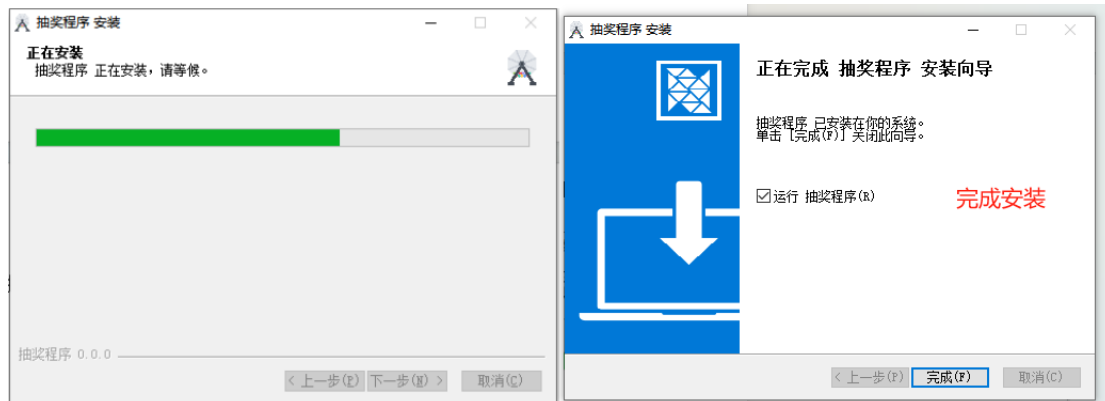 抽奖程序 安装
正在安装
抽奖程序 正在安装，请等候。
抽奖程序 0.0.0
< 上一步(P) 下一步(N) > 取消(C)
抽奖程序 安装
正在完成 抽奖程序 安装向导
抽奖程序 已安装在你的系统。
单击 [完成(F)] 关闭此向导。
运行 抽奖程序(R)
完成安装
< 上一步(P) 完成(F) 取消(C)